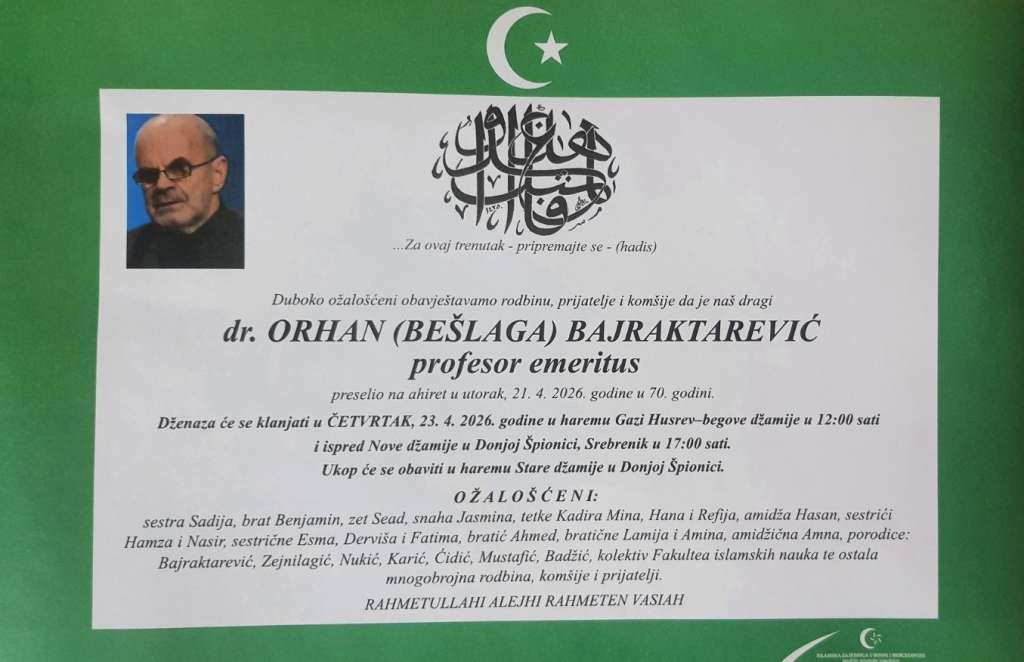 ...Za ovaj trenutak - pripremajte se - (hadis)
Duboko ožalošćeni obavještavamo rodbinu, prijatelje i komšije da je naš dragi
dr. ORHAN (BEŠLAGA) BAJRAKTAREVIĆ
profesor emeritus
preselio na ahiret u utorak, 21. 4. 2026. godine u 70. godini.
Dženaza će se klanjati u ČETVRTAK, 23. 4. 2026. godine u haremu Gazi Husrev–begove džamije u 12:00 sati
i ispred Nove džamije u Donjoj Špionici, Srebrenik u 17:00 sati.
Ukop će se obaviti u haremu Stare džamije u Donjoj Špionici.
O Ž A L O Š Ć E N I:
sestra Sadija, brat Benjamin, zet Sead, snaha Jasmina, tetke Kadira Mina, Hana i Refija, amidža Hasan, sestrići
Hamza i Nasir, sestrične Esma, Derviša i Fatima, bratić Ahmed, bratične Lamija i Amina, amidžična Amna, porodice:
Bajraktarević, Zejnilagić, Nukić, Karić, Ćidić, Mustafić, Badžić, kolektiv Fakultea islamskih nauka te ostala
mnogobrojna rodbina, komšije i prijatelji.
RAHMETULLAHI ALEJHI RAHMETEN VASIAH
ISLAMSKA ZAJEDNICA U BOSNI I HERCEGOVINI